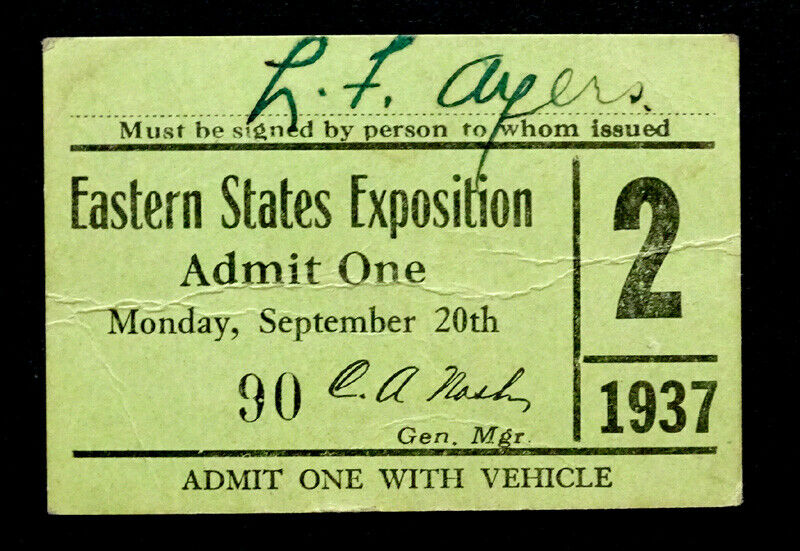 L. F. Ayers.
Must be signed by person to whom issued
Eastern States Exposition
Admit One
Monday, September 20th
90 C. A. Nash
Gen. Mgr.
2
1937
ADMIT ONE WITH VEHICLE